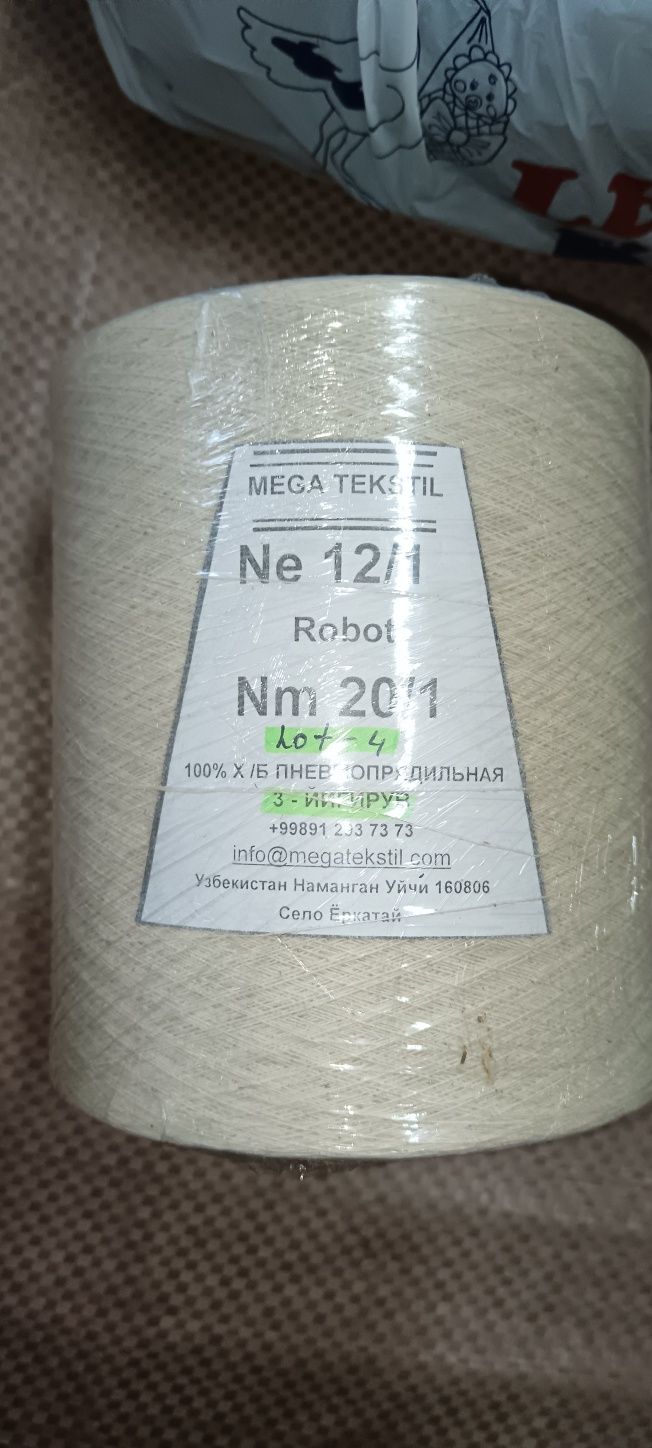 MEGA TEKSTIL
Ne 12/1
Robot
Nm 20/1
Lot - 4
100% Х /Б ПНЕВМОПРЯДИЛЬНАЯ
3 - ЙИГИРУВ
+99891 293 73 73
info@megatekstil.com
Узбекистан Наманган Уйчи 160806
Село Ёркатай